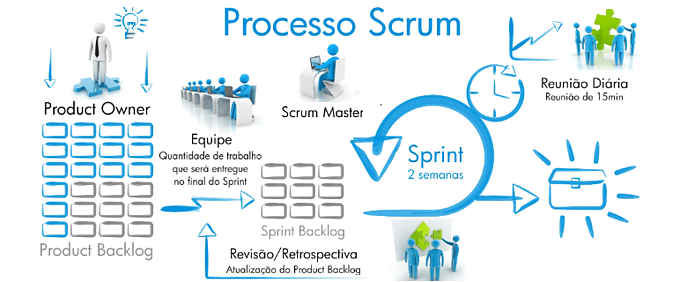 Processo Scrum
Product Owner
Product Backlog
Equipe
Quantidade de trabalho
que será entregue
no final do Sprint
Scrum Master
Sprint Backlog
Revisão/Retrospectiva
Atualização do Product Backlog
Sprint
2 semanas
Reunião Diária
Reunião de 15min